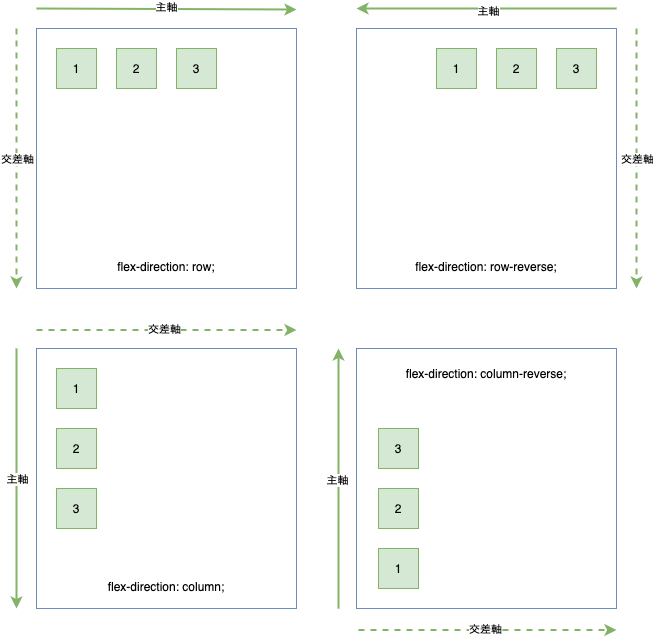 主軸
交差軸
1 2 3
flex-direction: row;
主軸
交差軸
1 2 3
flex-direction: row-reverse;
交差軸
主軸
1
2
3
flex-direction: column;
主軸
flex-direction: column-reverse;
3
2
1
交差軸